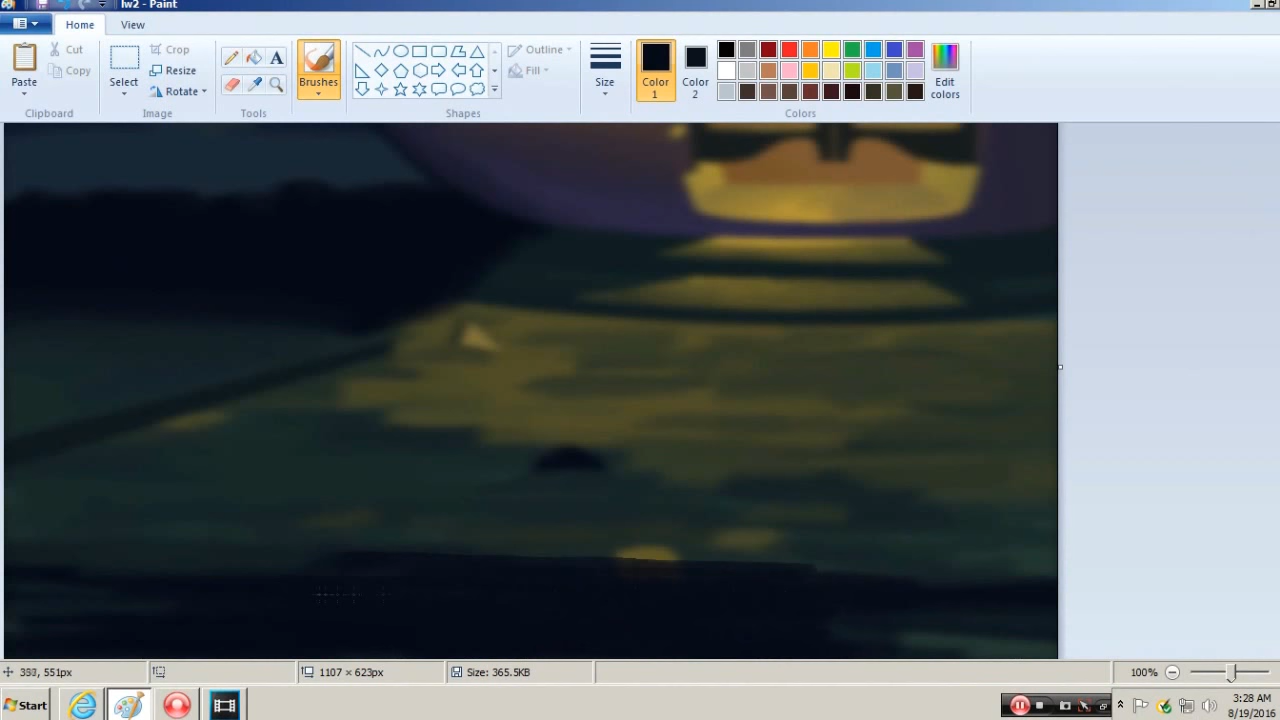 lw2 - Paint
Home
View
Paste
Cut
Copy
Clipboard
Select
Crop
Resize
Rotate
Image
Tools
Brushes
Shapes
Outline
Fill
Size
Color
1
Color
2
Edit
colors
Colors
551px
1107 × 623px
Size: 365.5KB
100%
Start
3:28 AM
8/19/2016